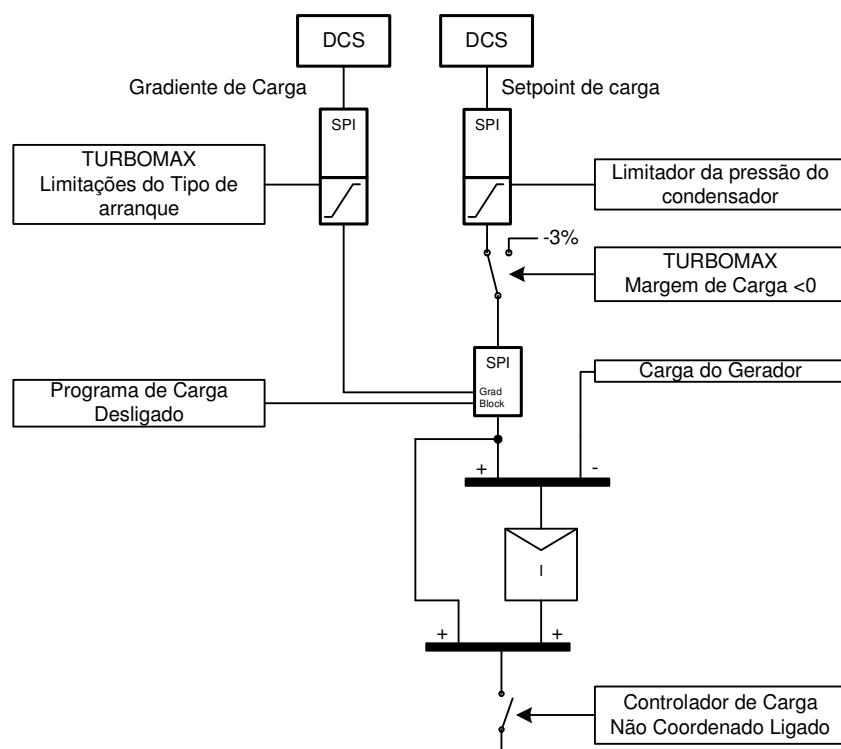 DCS
DCS
Gradiente de Carga
Setpoint de carga
SPI
SPI
TURBOMAX
Limitações do Tipo de
arranque
Limitador da pressão do
condensador
-3%
TURBOMAX
Margem de Carga <0
SPI
Grad
Block
Programa de Carga
Desligado
Carga do Gerador
+
-
I
+
+
Controlador de Carga
Não Coordenado Ligado